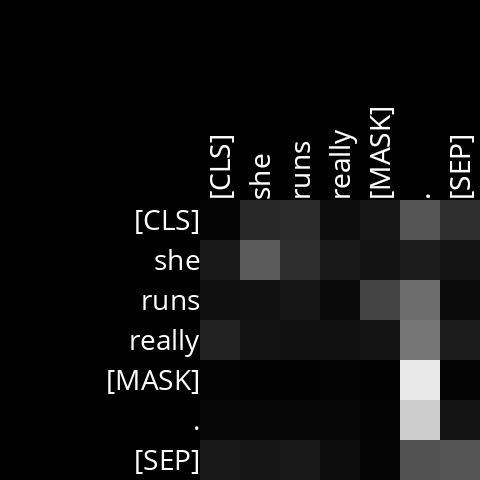 [CLS] she runs really [MASK] . [SEP]
[CLS]
she
runs
really
[MASK]
.
[SEP]